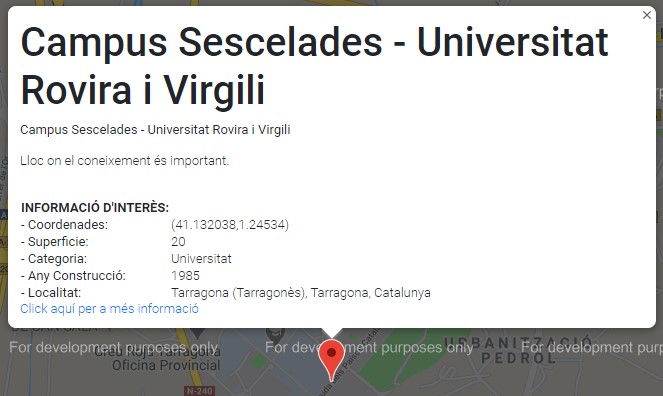 Campus Sescelades - Universitat
Rovira i Virgili
Campus Sescelades - Universitat Rovira i Virgili
Lloc on el coneixement és important.
INFORMACIÓ D'INTERÈS:
- Coordenades: (41.132038,1.24534)
- Superficie: 20
- Categoria: Universitat
- Any Construcció: 1985
- Localitat: Tarragona (Tarragonès), Tarragona, Catalunya
Click aquí per a més informació
For development purposes only For development purposes only For development purp
Creu Roja Tarragona
Oficina Provincial
URBANITZACIÓ
PEDROL
N-240